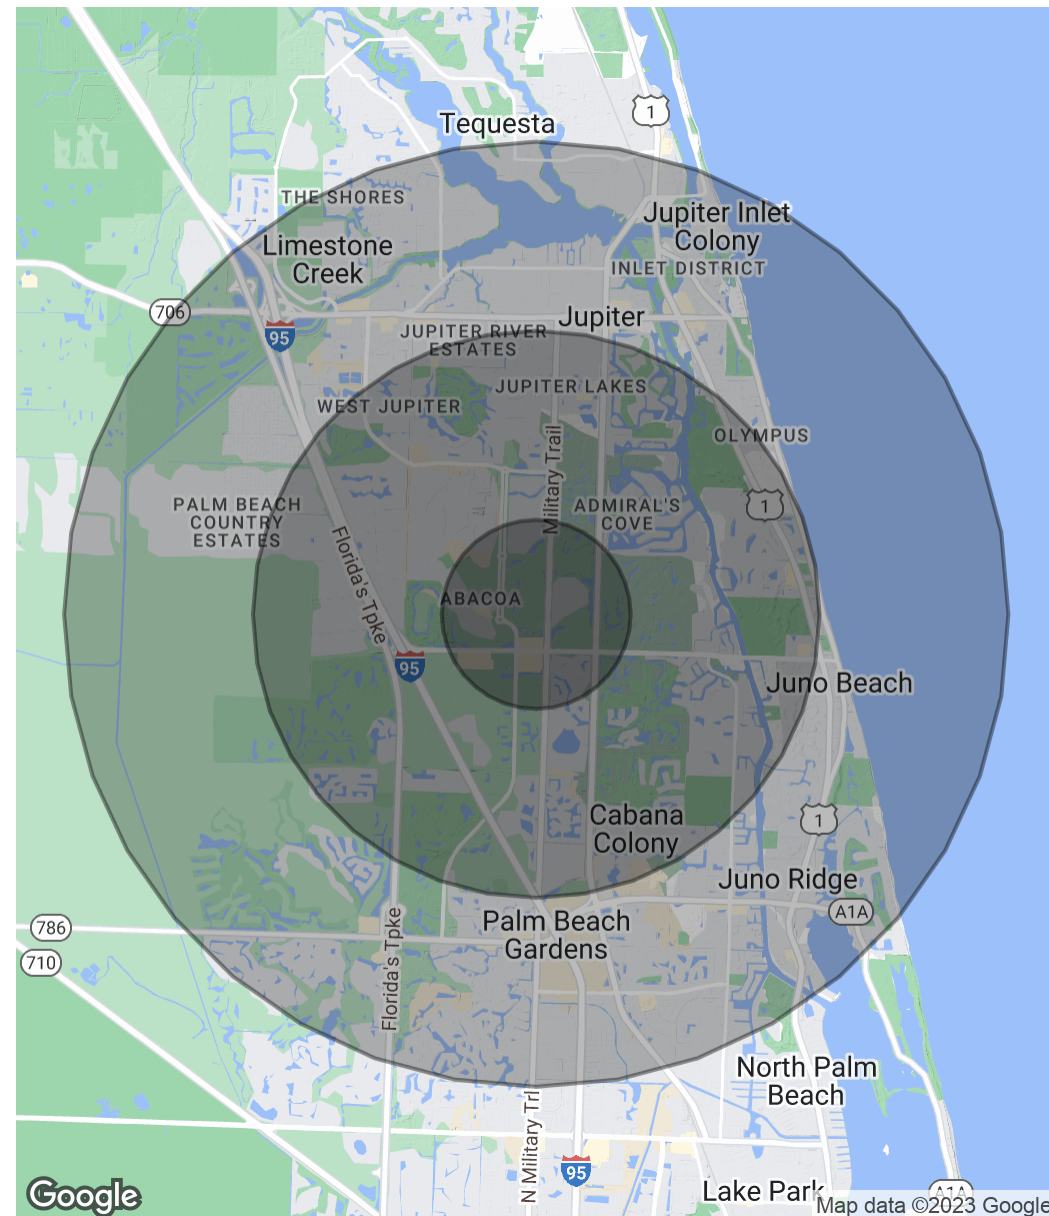 1
Tequesta
THE SHORES
Jupiter Inlet
Colony
Limestone
Creek
INLET DISTRICT
706
Jupiter
95
JUPITER RIVER
ESTATES
JUPITER LAKES
WEST JUPITER
Military Trail
OLYMPUS
PALM BEACH
COUNTRY
ESTATES
ADMIRAL'S
COVE
1
Florida's Tpke
ABACOA
95
Juno Beach
Cabana
Colony
1
Juno Ridge
A1A
786
Palm Beach
Gardens
710
Florida's Tpke
North Palm
Beach
N Military Trl
95
Google
Lake Park
A1A
Map data ©2023 Google